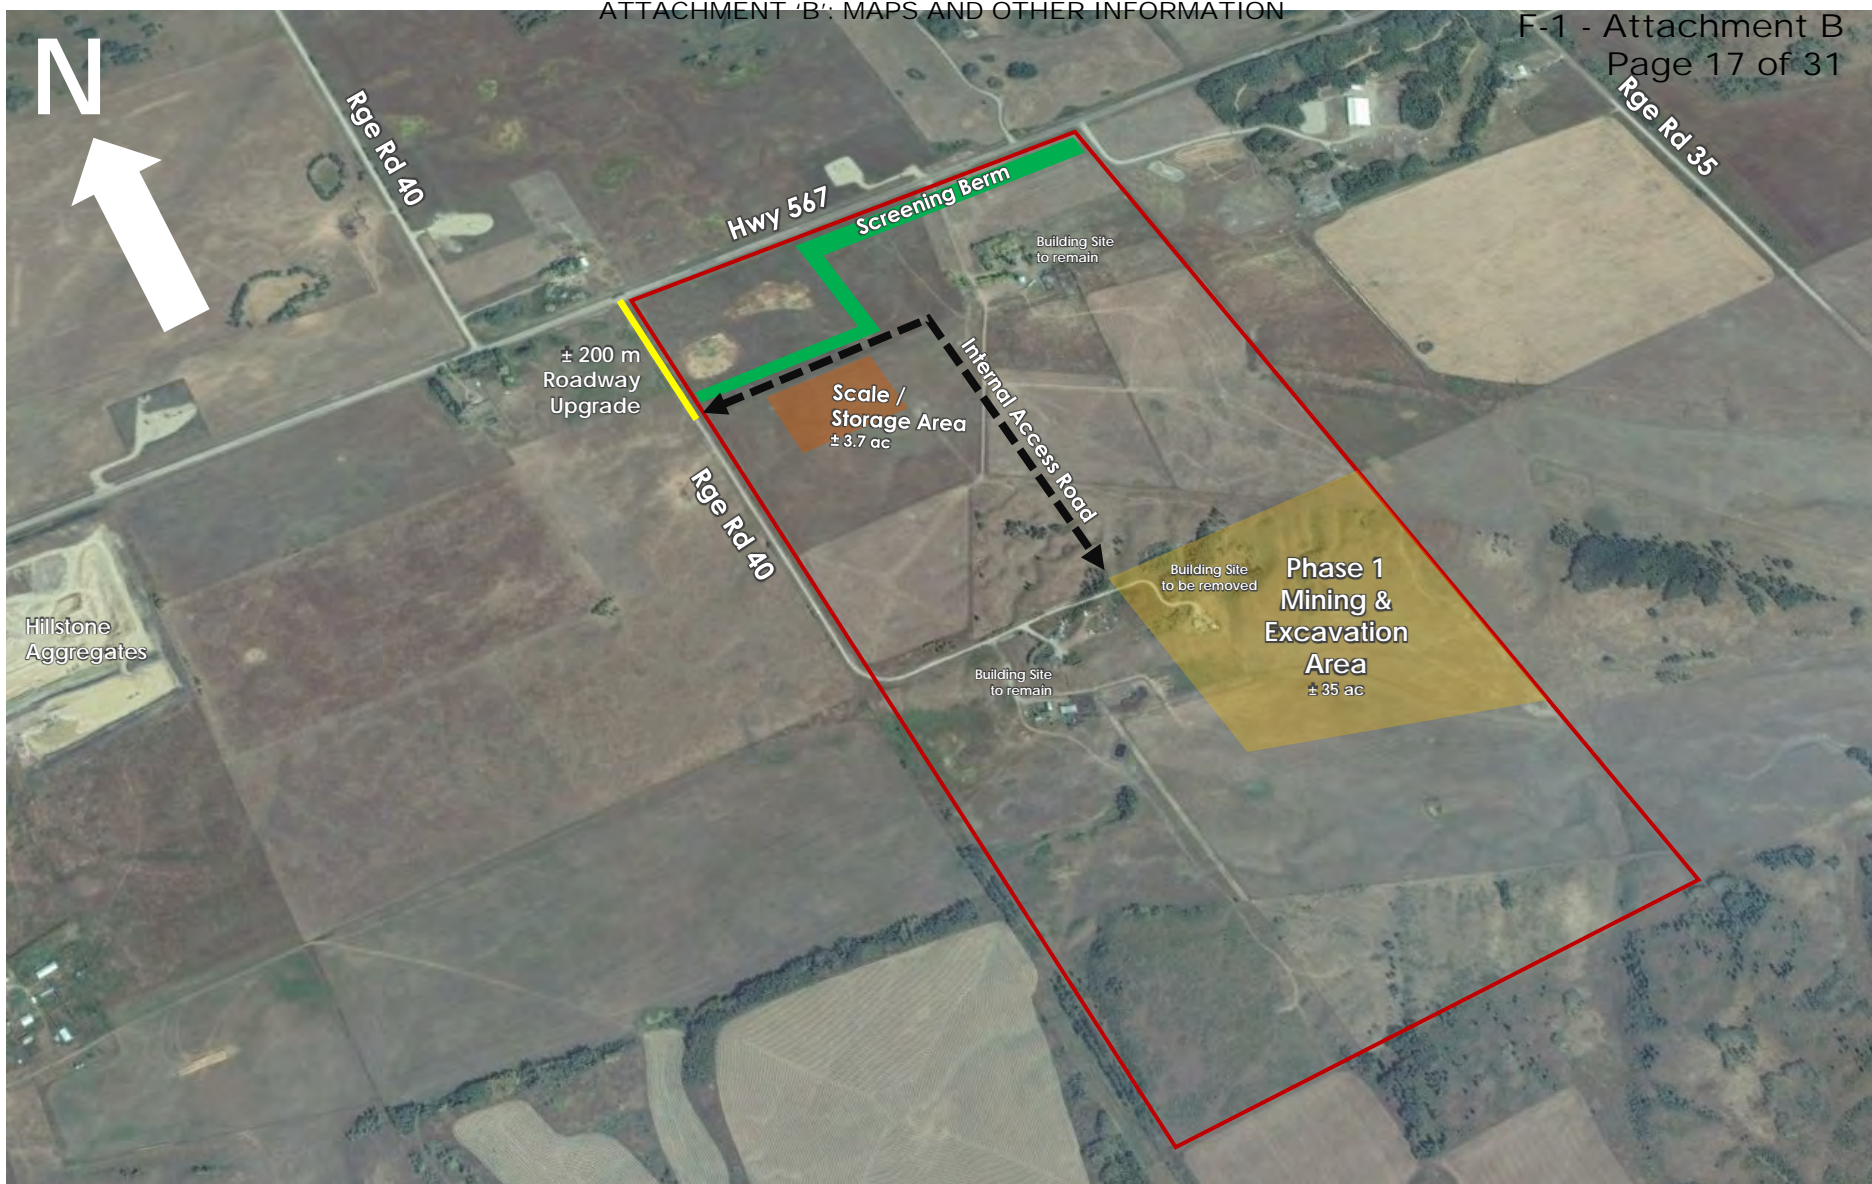 ATTACHMENT 'B': MAPS AND OTHER INFORMATION
F-1 - Attachment B
Page 17 of 31
N
Rge Rd 40
Rge Rd 35
Hwy 567
Screening Berm
Building Site
to remain
± 200 m
Roadway
Upgrade
Scale /
Storage Area
± 3.7 ac
Internal Access Road
Rge Rd 40
Building Site
to be removed
Phase 1
Mining &
Excavation
Area
± 35 ac
Hillstone
Aggregates
Building Site
to remain